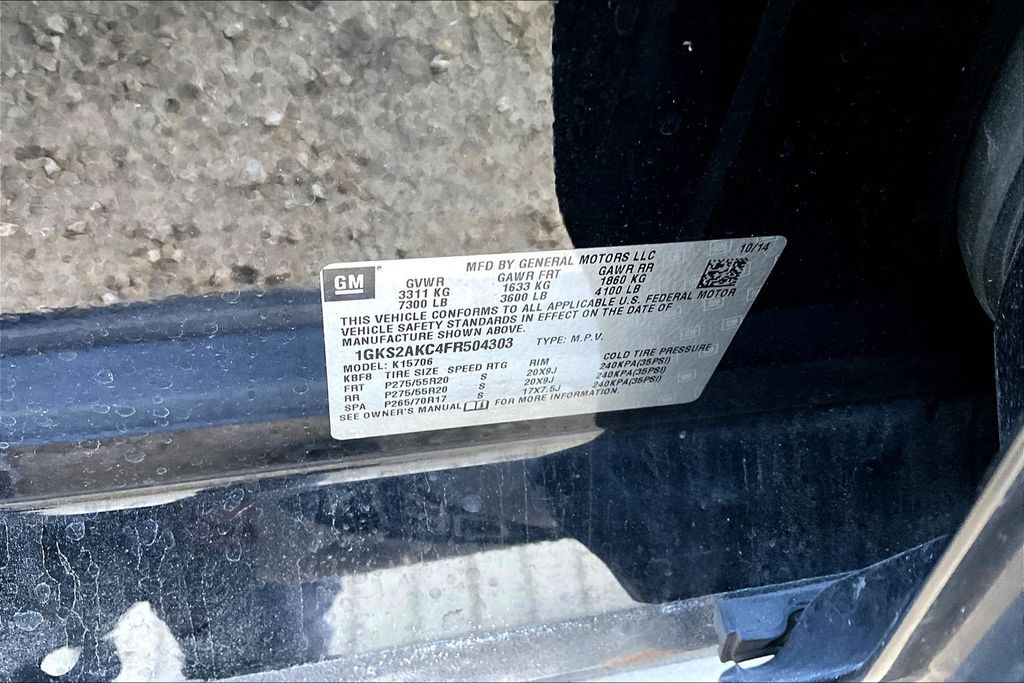 GM
MFD BY GENERAL MOTORS LLC 10/14
GVWR GAWR FRT GAWR RR
3311 KG 1633 KG 1860 KG
7300 LB 3600 LB 4100 LB
THIS VEHICLE CONFORMS TO ALL APPLICABLE U.S. FEDERAL MOTOR
VEHICLE SAFETY STANDARDS IN EFFECT ON THE DATE OF
MANUFACTURE SHOWN ABOVE.
1GKS2AKC4FR504303 TYPE: M.P.V.
MODEL: K15706
KBF8 TIRE SIZE SPEED RTG RIM COLD TIRE PRESSURE
FRT P275/55R20 S 20X9J 240KPA(35PSI)
RR P275/55R20 S 20X9J 240KPA(35PSI)
SPA P265/70R17 S 17X7.5J 240KPA(35PSI)
SEE OWNER'S MANUAL FOR MORE INFORMATION.